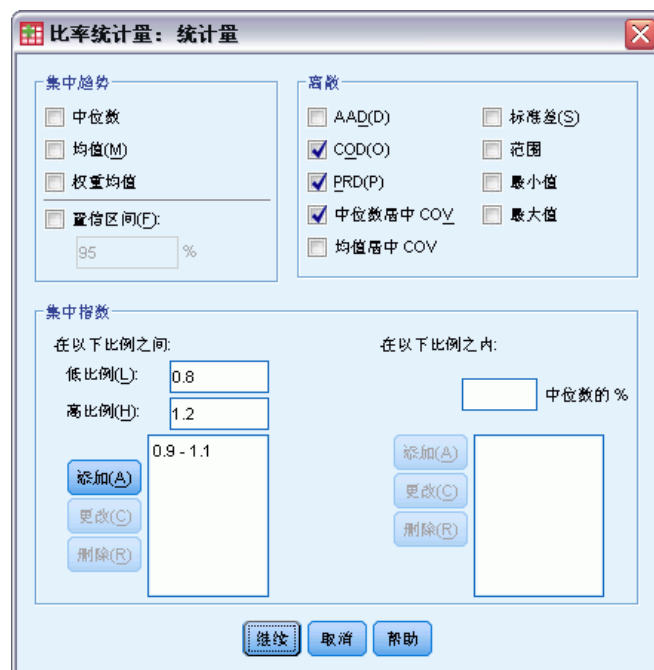 比率统计量：统计量
集中趋势
中位数
均值(M)
权重均值
置信区间(F):
95 %
离散
AAD(D)
COD(O)
PRD(P)
中位数居中 COV
均值居中 COV
标准差(S)
范围
最小值
最大值
集中指数
在以下比例之间:
低比例(L): 0.8
高比例(H): 1.2
0.9 - 1.1
添加(A)
更改(C)
删除(R)
在以下比例之内:
中位数的 %
添加(A)
更改(C)
删除(R)
继续 取消 帮助